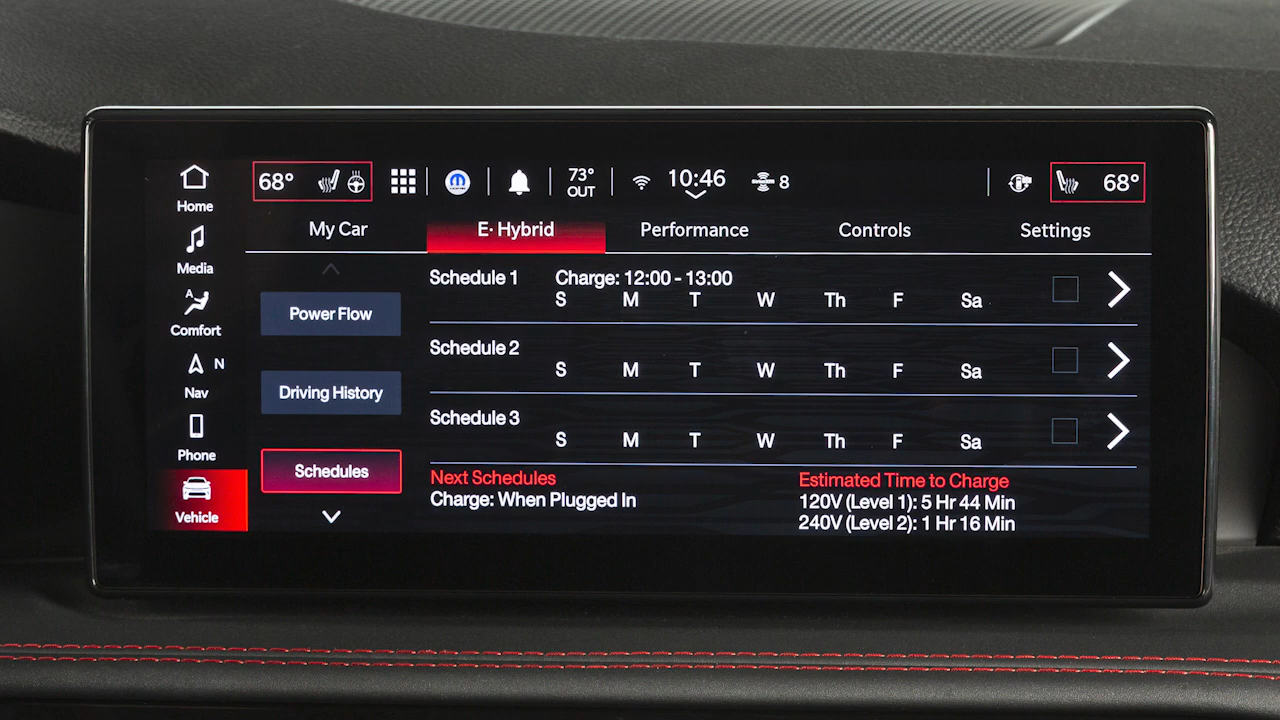 68° 73° OUT 10:46 8 68°
Home
Media
A
Comfort
N
Nav
Phone
Vehicle
My Car E·Hybrid Performance Controls Settings
Power Flow
Driving History
Schedules
Schedule 1 Charge: 12:00 - 13:00
S M T W Th F Sa
Schedule 2
S M T W Th F Sa
Schedule 3
S M T W Th F Sa
Next Schedules
Charge: When Plugged In
Estimated Time to Charge
120V (Level 1): 5 Hr 44 Min
240V (Level 2): 1 Hr 16 Min